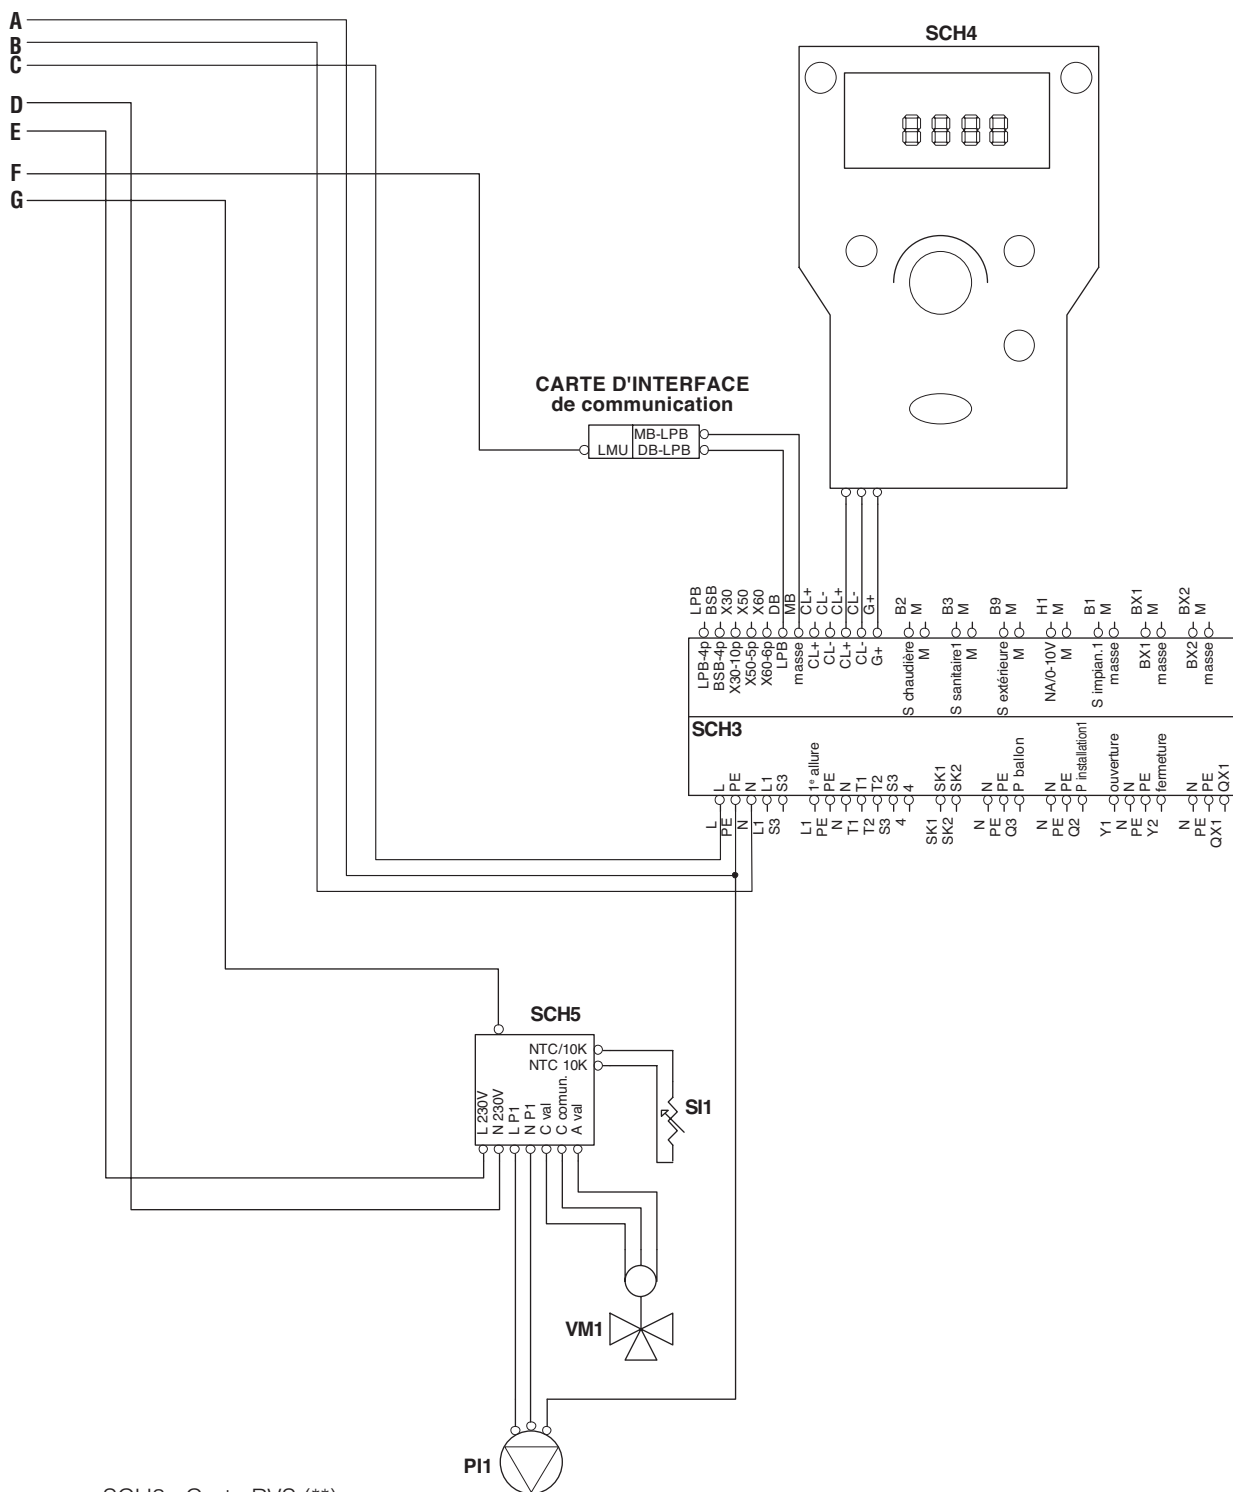 A
B
C
D
E
F
G
SCH4
CARTE D'INTERFACE
de communication
LMU
MB-LPB
DB-LPB
LPB
BSB
X30
X50
X60
DB
MB
CL+
CL-
CL+
CL-
G+
B2
M
B3
M
B9
M
H1
M
B1
M
BX1
M
BX2
M
LPB-4p
BSB-4p
X30-10p
X50-5p
X60-6p
LPB
masse
CL+
CL-
CL+
CL-
G+
S chaudière
M
S sanitaire1
M
S extérieure
M
NA/0-10V
M
S impian.1
masse
BX1
masse
BX2
masse
SCH3
L
PE
N
L1
S3
1ᵉ allure
PE
N
T1
T2
S3
4
SK1
SK2
N
PE
P ballon
N
PE
P installation1
ouverture
N
PE
fermeture
N
PE
QX1
L
PE
N
L1
S3
L1
PE
N
T1
T2
S3
4
SK1
SK2
N
PE
Q3
N
PE
Q2
Y1
N
PE
Y2
N
PE
QX1
SCH5
NTC/10K
NTC 10K
L 230V
N 230V
L P1
N P1
C val
C comun.
A val
SI1
VM1
PI1